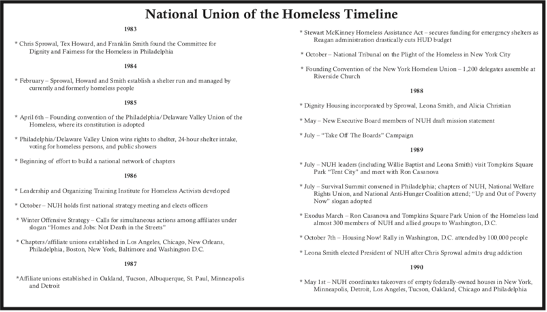 National Union of the Homeless Timeline
1983
* Chris Sprowal, Tex Howard, and Franklin Smith found the Committee for
Dignity and Fairness for the Homeless in Philadelphia
1984
* February – Sprowal, Howard and Smith establish a shelter run and managed by
currently and formerly homeless people
1985
* April 6th – Founding convention of the Philadelphia/Delaware Valley Union of the
Homeless, where its constitution is adopted
* Philadelphia/Delaware Valley Union wins rights to shelter, 24-hour shelter intake,
voting for homeless persons, and public showers
* Beginning of effort to build a national network of chapters
1986
* Leadership and Organizing Training Institute for Homeless Activists developed
* October – NUH holds first national strategy meeting and elects officers
* Winter Offensive Strategy – Calls for simultaneous actions among affiliates under
slogan "Homes and Jobs: Not Death in the Streets"
* Chapters/affiliate unions established in Los Angeles, Chicago, New Orleans,
Philadelphia, Boston, New York, Baltimore and Washington D.C.
1987
*Affiliate unions established in Oakland, Tucson, Albuquerque, St. Paul, Minneapolis
and Detroit
* Stewart McKinney Homeless Assistance Act – secures funding for emergency shelters as
Reagan administration drastically cuts HUD budget
* October – National Tribunal on the Plight of the Homeless in New York City
* Founding Convention of the New York Homeless Union – 1,200 delegates assemble at
Riverside Church
1988
* Dignity Housing incorporated by Sprowal, Leona Smith, and Alicia Christian
* May – New Executive Board members of NUH draft mission statement
* July – "Take Off The Boards" Campaign
1989
* July – NUH leaders (including Willie Baptist and Leona Smith) visit Tompkins Square
Park "Tent City" and meet with Ron Casanova
* July – Survival Summit convened in Philadelphia; chapters of NUH, National Welfare
Rights Union, and National Anti-Hunger Coalition attend; "Up and Out of Poverty
Now" slogan adopted
* Exodus March – Ron Casanova and Tompkins Square Park Union of the Homeless lead
almost 300 members of NUH and allied groups to Washington, D.C.
* October 7th – Housing Now! Rally in Washington, D.C. attended by 100,000 people
* Leona Smith elected President of NUH after Chris Sprowal admits drug addiction
1990
* May 1st – NUH coordinates takeovers of empty federally-owned houses in New York,
Minneapolis, Detroit, Los Angeles, Tucson, Oakland, Chicago and Philadelphia